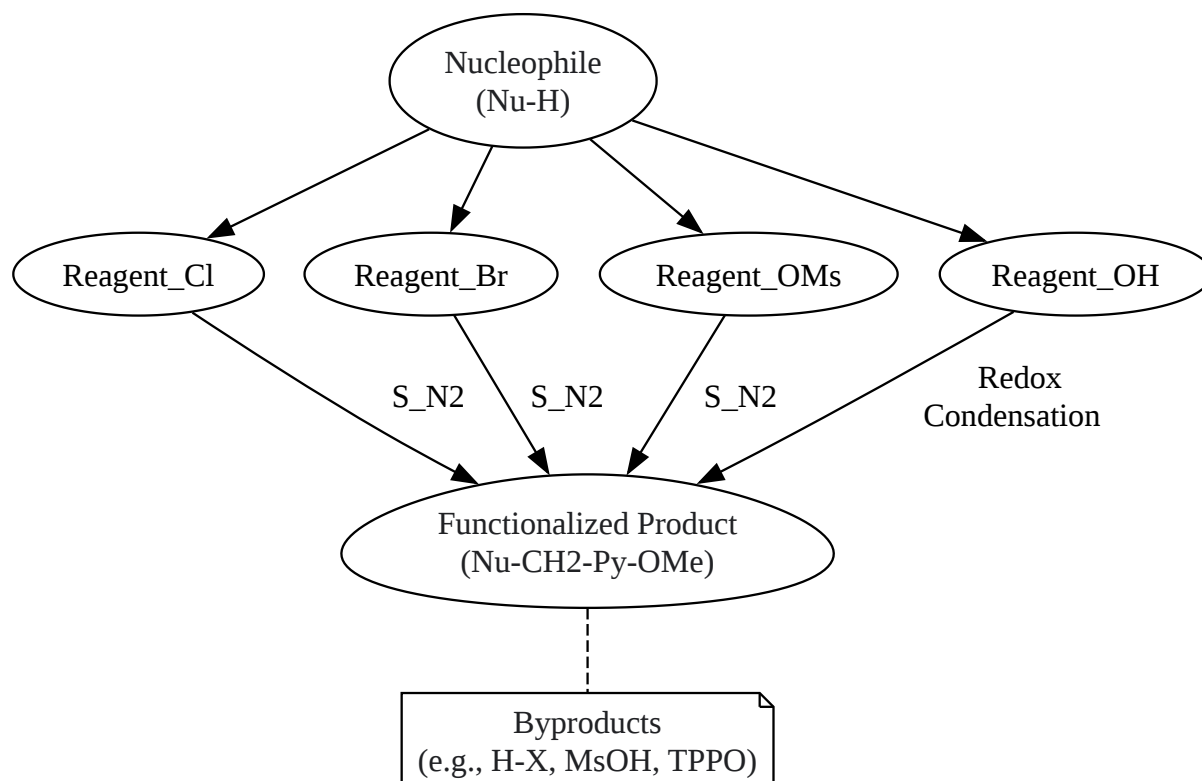 Nucleophile
(Nu-H)
Reagent_Cl
Reagent_Br
Reagent_OMs
Reagent_OH
S_N2
S_N2
S_N2
Redox
Condensation
Functionalized Product
(Nu-CH2-Py-OMe)
Byproducts
(e.g., H-X, MsOH, TPPO)